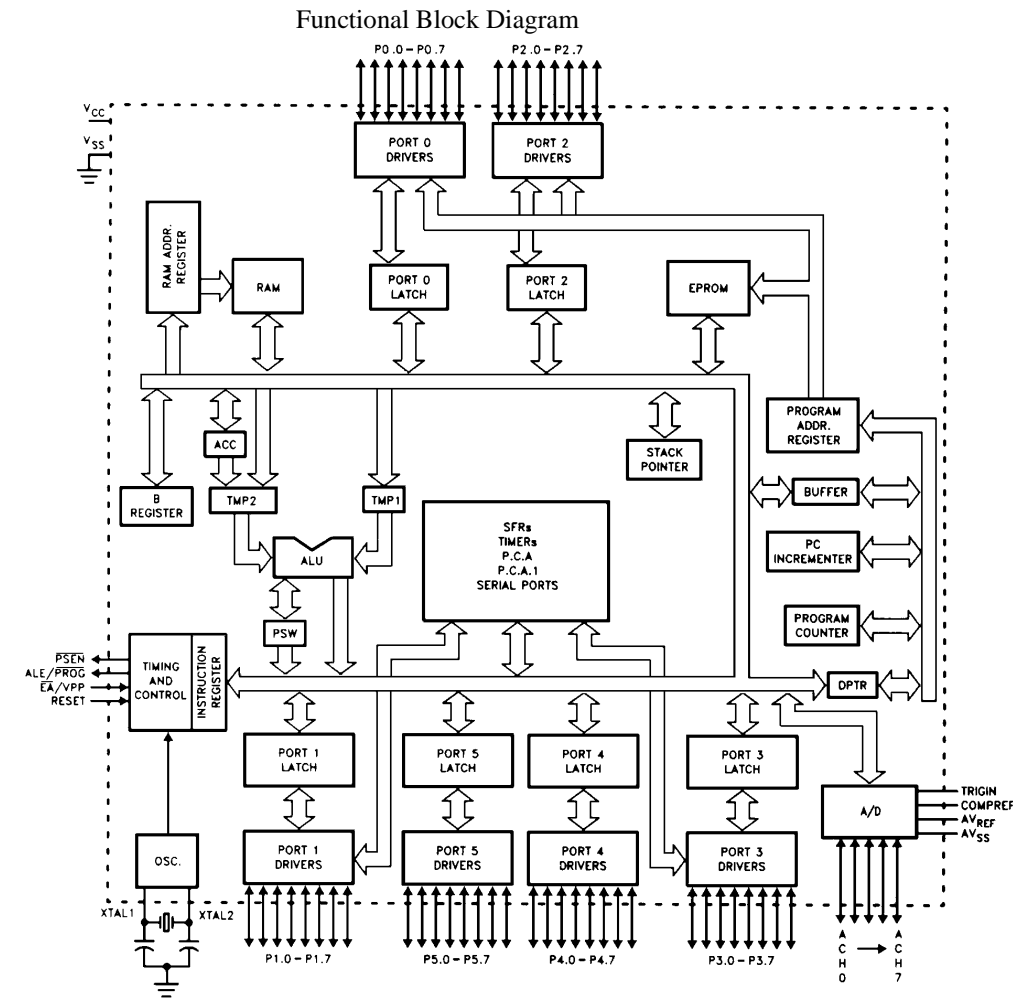 Functional Block Diagram
P0.0–P0.7
P2.0–P2.7
VCC
VSS
PORT 0
DRIVERS
PORT 2
DRIVERS
RAM ADDR.
REGISTER
RAM
PORT 0
LATCH
PORT 2
LATCH
EPROM
PROGRAM
ADDR.
REGISTER
ACC
STACK
POINTER
B
REGISTER
TMP2
TMP1
BUFFER
SFRs
TIMERs
P.C.A
P.C.A.1
SERIAL PORTS
ALU
PC
INCREMENTER
PSW
PROGRAM
COUNTER
PSEN
ALE/PROG
EA/VPP
RESET
TIMING
AND
CONTROL
INSTRUCTION
REGISTER
DPTR
PORT 1
LATCH
PORT 5
LATCH
PORT 4
LATCH
PORT 3
LATCH
A/D
TRIGIN
COMPREF
AVREF
AVSS
OSC.
PORT 1
DRIVERS
PORT 5
DRIVERS
PORT 4
DRIVERS
PORT 3
DRIVERS
XTAL1
XTAL2
P1.0–P1.7
P5.0–P5.7
P4.0–P4.7
P3.0–P3.7
ACH0
ACH7